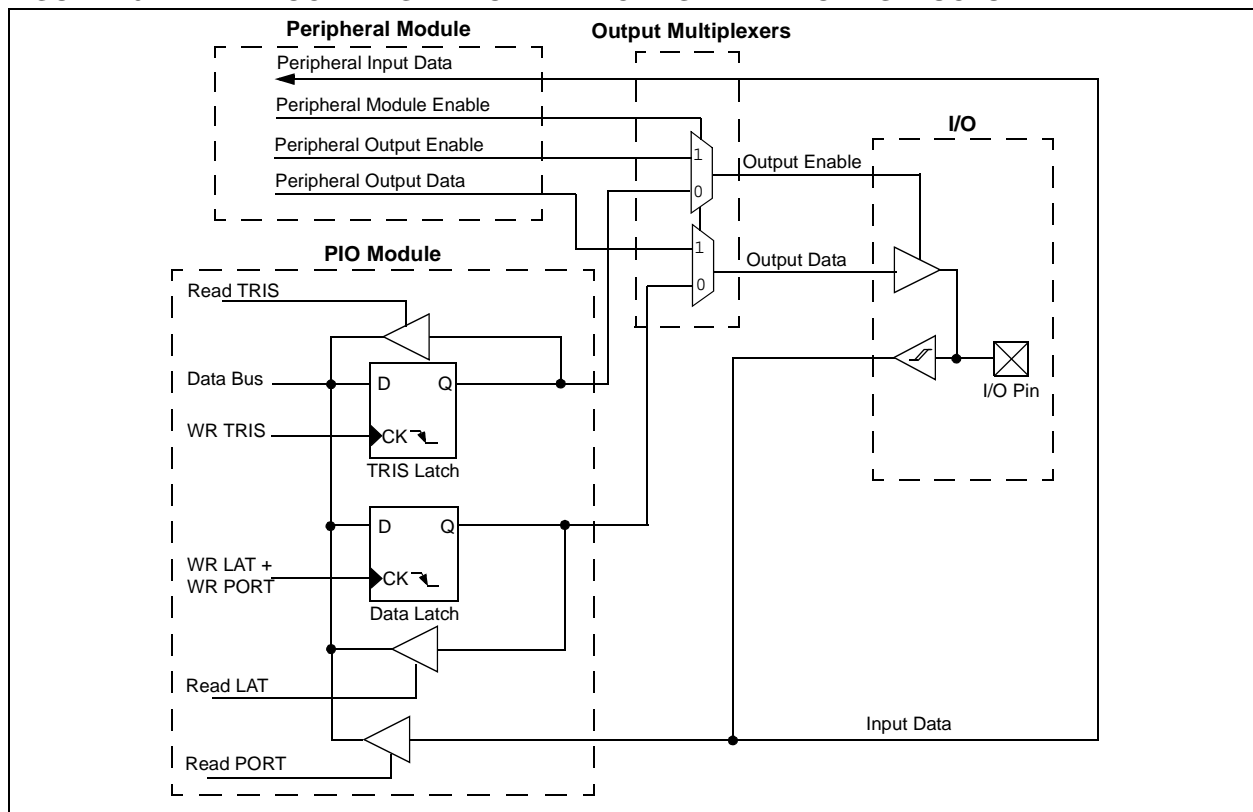 Peripheral Module
Output Multiplexers
Peripheral Input Data
Peripheral Module Enable
Peripheral Output Enable
Peripheral Output Data
1
0
Output Enable
I/O
1
0
Output Data
PIO Module
Read TRIS
Data Bus
D
Q
WR TRIS
CK
TRIS Latch
I/O Pin
D
Q
WR LAT +
WR PORT
CK
Data Latch
Read LAT
Input Data
Read PORT